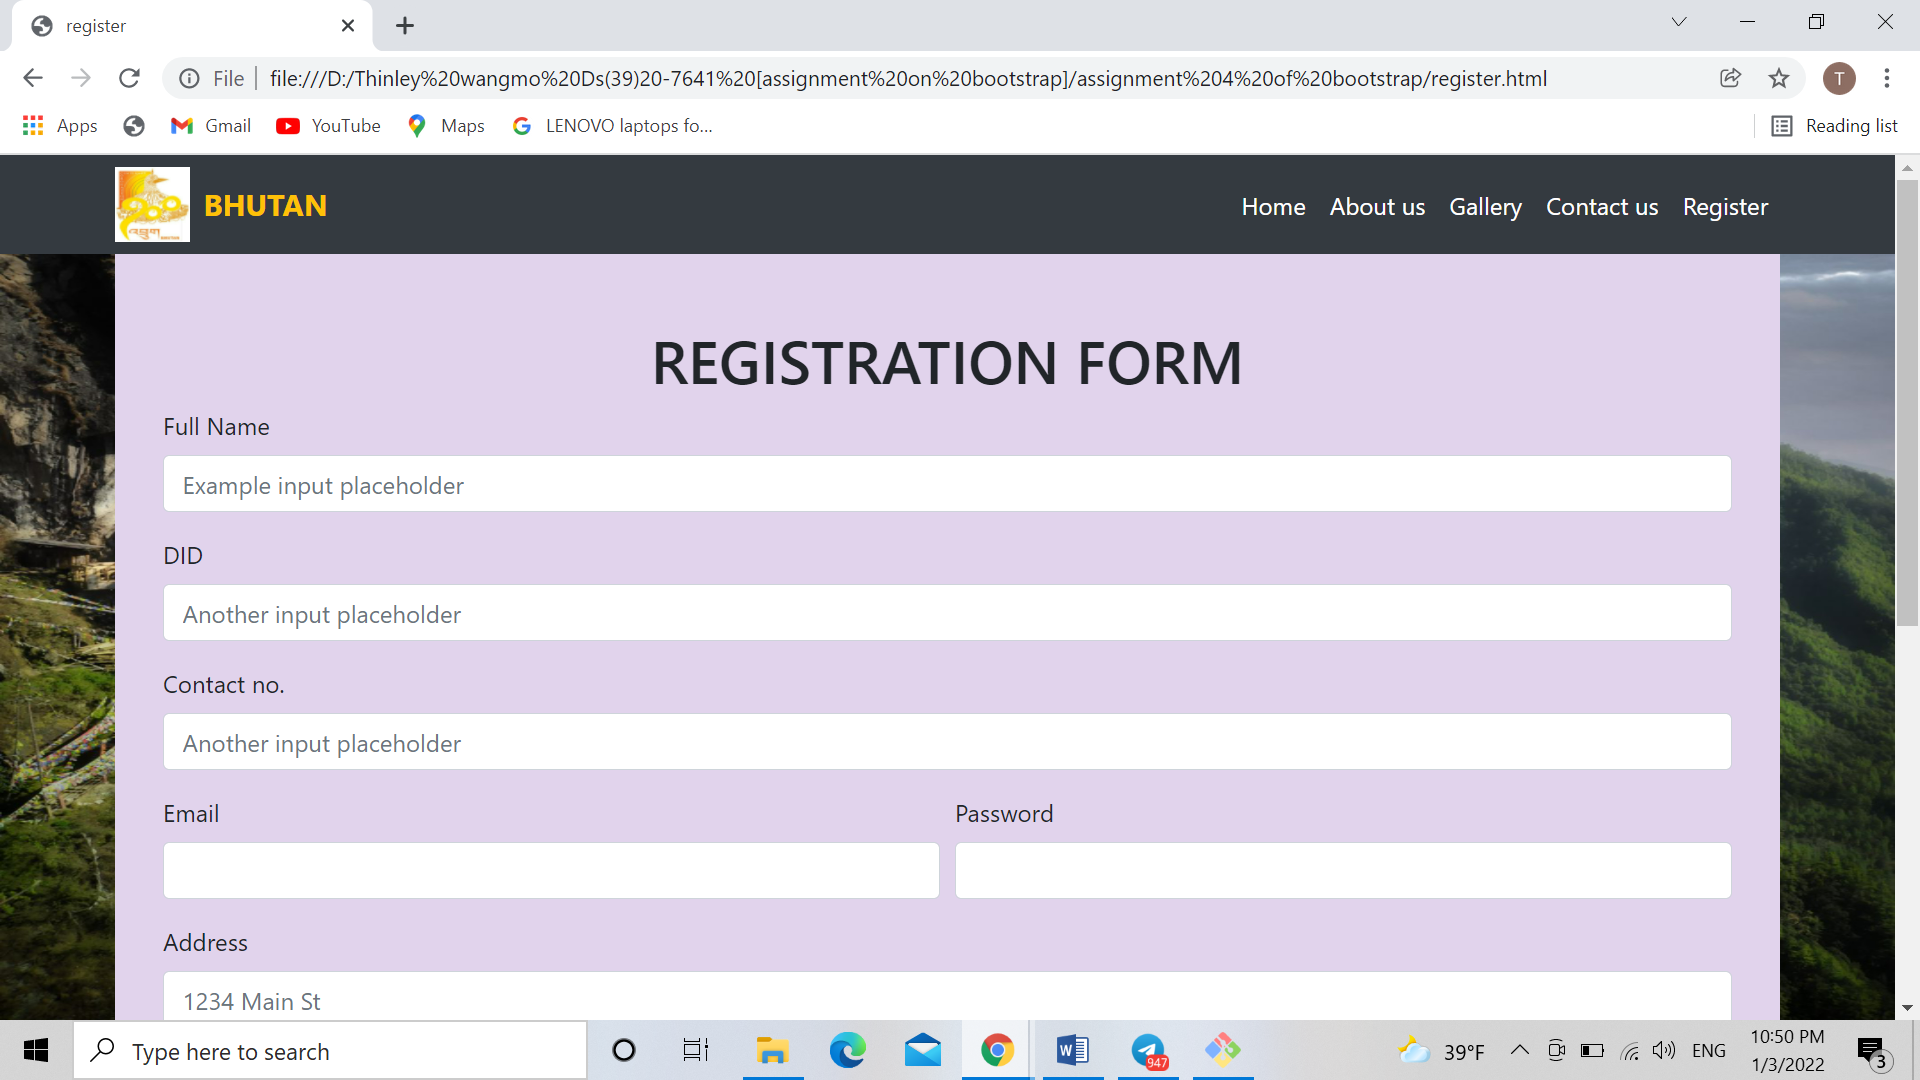 register
File
file:///D:/Thinley%20wangmo%20Ds(39)20-7641%20[assignment%20on%20bootstrap]/assignment%204%20of%20bootstrap/register.html
T
Apps
Gmail
YouTube
Maps
LENOVO laptops fo...
Reading list
BHUTAN
Home
About us
Gallery
Contact us
Register
REGISTRATION FORM
Full Name
Example input placeholder
DID
Another input placeholder
Contact no.
Another input placeholder
Email
Password
Address
1234 Main St
Type here to search
947
39°F
ENG
10:50 PM
1/3/2022
3